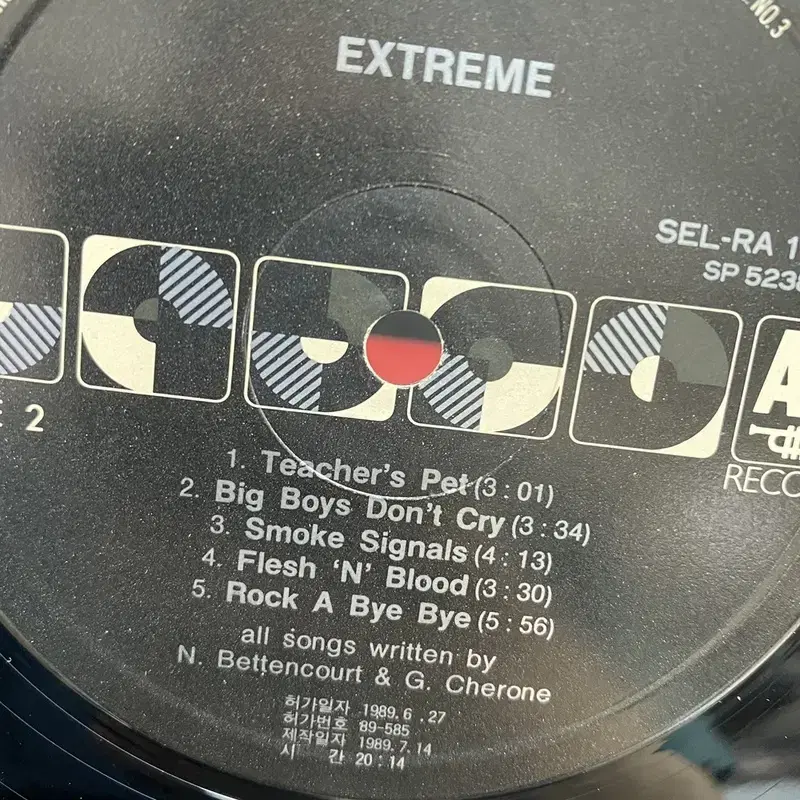 NO.3
EXTREME
SEL-RA 1
SP 5238
2
RECO
1. Teacher's Pet (3 : 01)
2. Big Boys Don't Cry (3 : 34)
3. Smoke Signals (4 : 13)
4. Flesh 'N' Blood (3 : 30)
5. Rock A Bye Bye (5 : 56)
all songs written by
N. Bettencourt & G. Cherone
허가일자 1989.6.27
허가번호 89-585
제작일자 1989.7.14
시 간 20:14